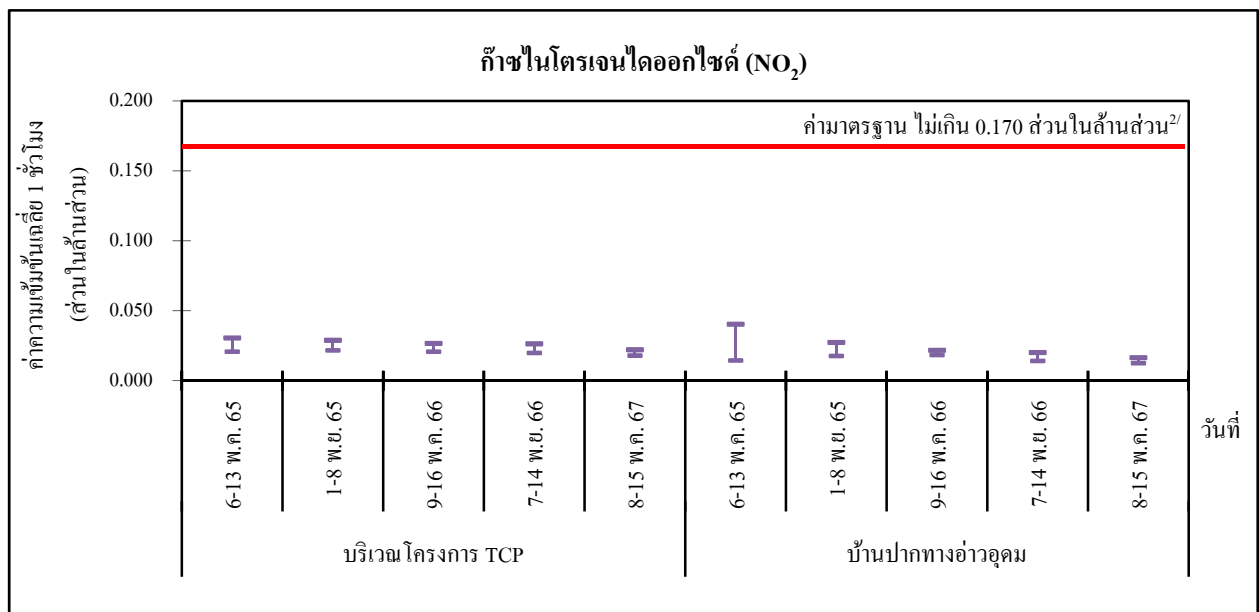 ก๊าซไนโตรเจนไดออกไซด์ (NO₂)
ค่าความเข้มข้นเฉลี่ย 1 ชั่วโมง
(ส่วนในล้านส่วน)
0.200
0.150
0.100
0.050
0.000
ค่ามาตรฐาน ไม่เกิน 0.170 ส่วนในล้านส่วน²/
6-13 พ.ค. 65
1-8 พ.ย. 65
9-16 พ.ค. 66
7-14 พ.ย. 66
8-15 พ.ค. 67
6-13 พ.ค. 65
1-8 พ.ย. 65
9-16 พ.ค. 66
7-14 พ.ย. 66
8-15 พ.ค. 67
วันที่
บริเวณโครงการ TCP
บ้านปากทางอ่าวอุดม